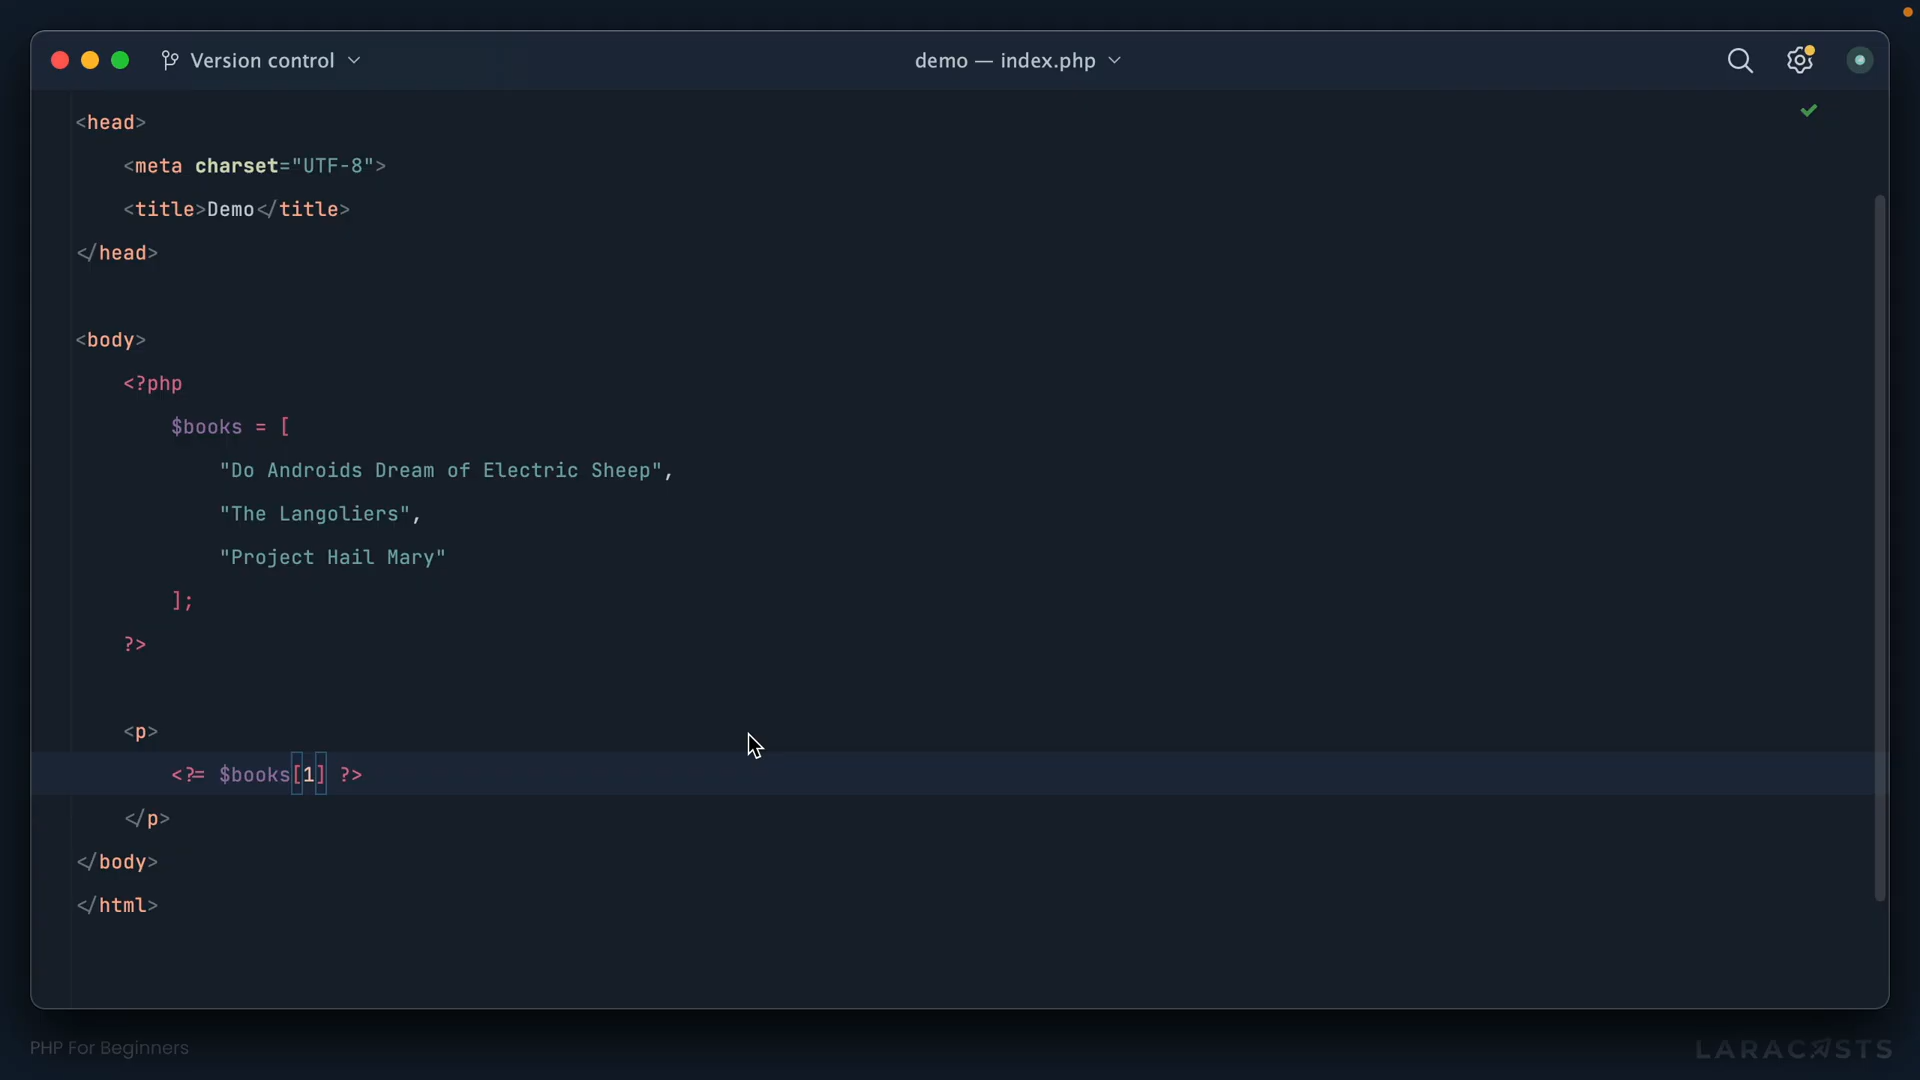 Version control
demo — index.php
<head>
<meta charset="UTF-8">
<title>Demo</title>
</head>
<body>
<?php
$books = [
"Do Androids Dream of Electric Sheep",
"The Langoliers",
"Project Hail Mary"
];
?>
<p>
<?= $books[1] ?>
</p>
</body>
</html>
PHP For Beginners
LARACASTS